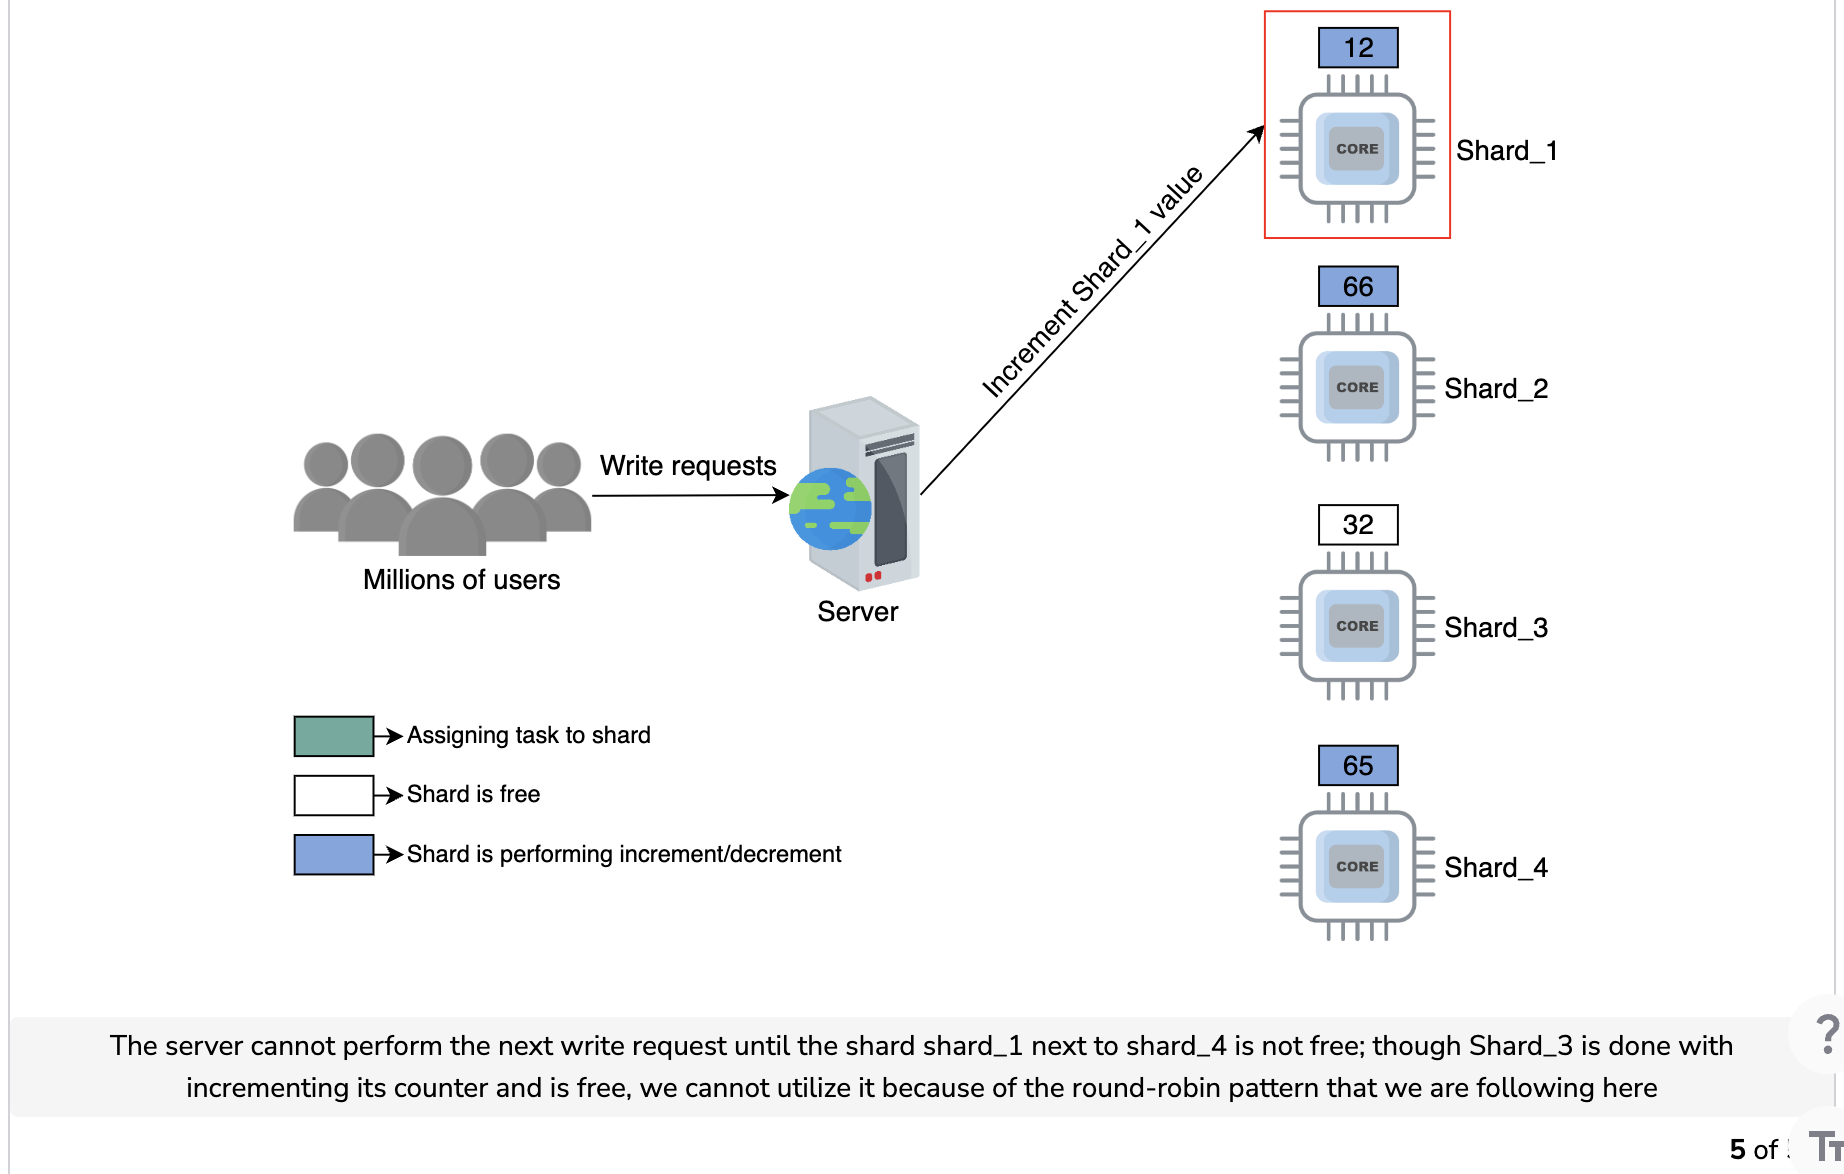 12
CORE
Shard_1
Increment Shard_1 value
66
CORE
Shard_2
Write requests
Millions of users
Server
32
CORE
Shard_3
Assigning task to shard
Shard is free
Shard is performing increment/decrement
65
CORE
Shard_4
The server cannot perform the next write request until the shard shard_1 next to shard_4 is not free; though Shard_3 is done with
incrementing its counter and is free, we cannot utilize it because of the round-robin pattern that we are following here
?
5 of
TT